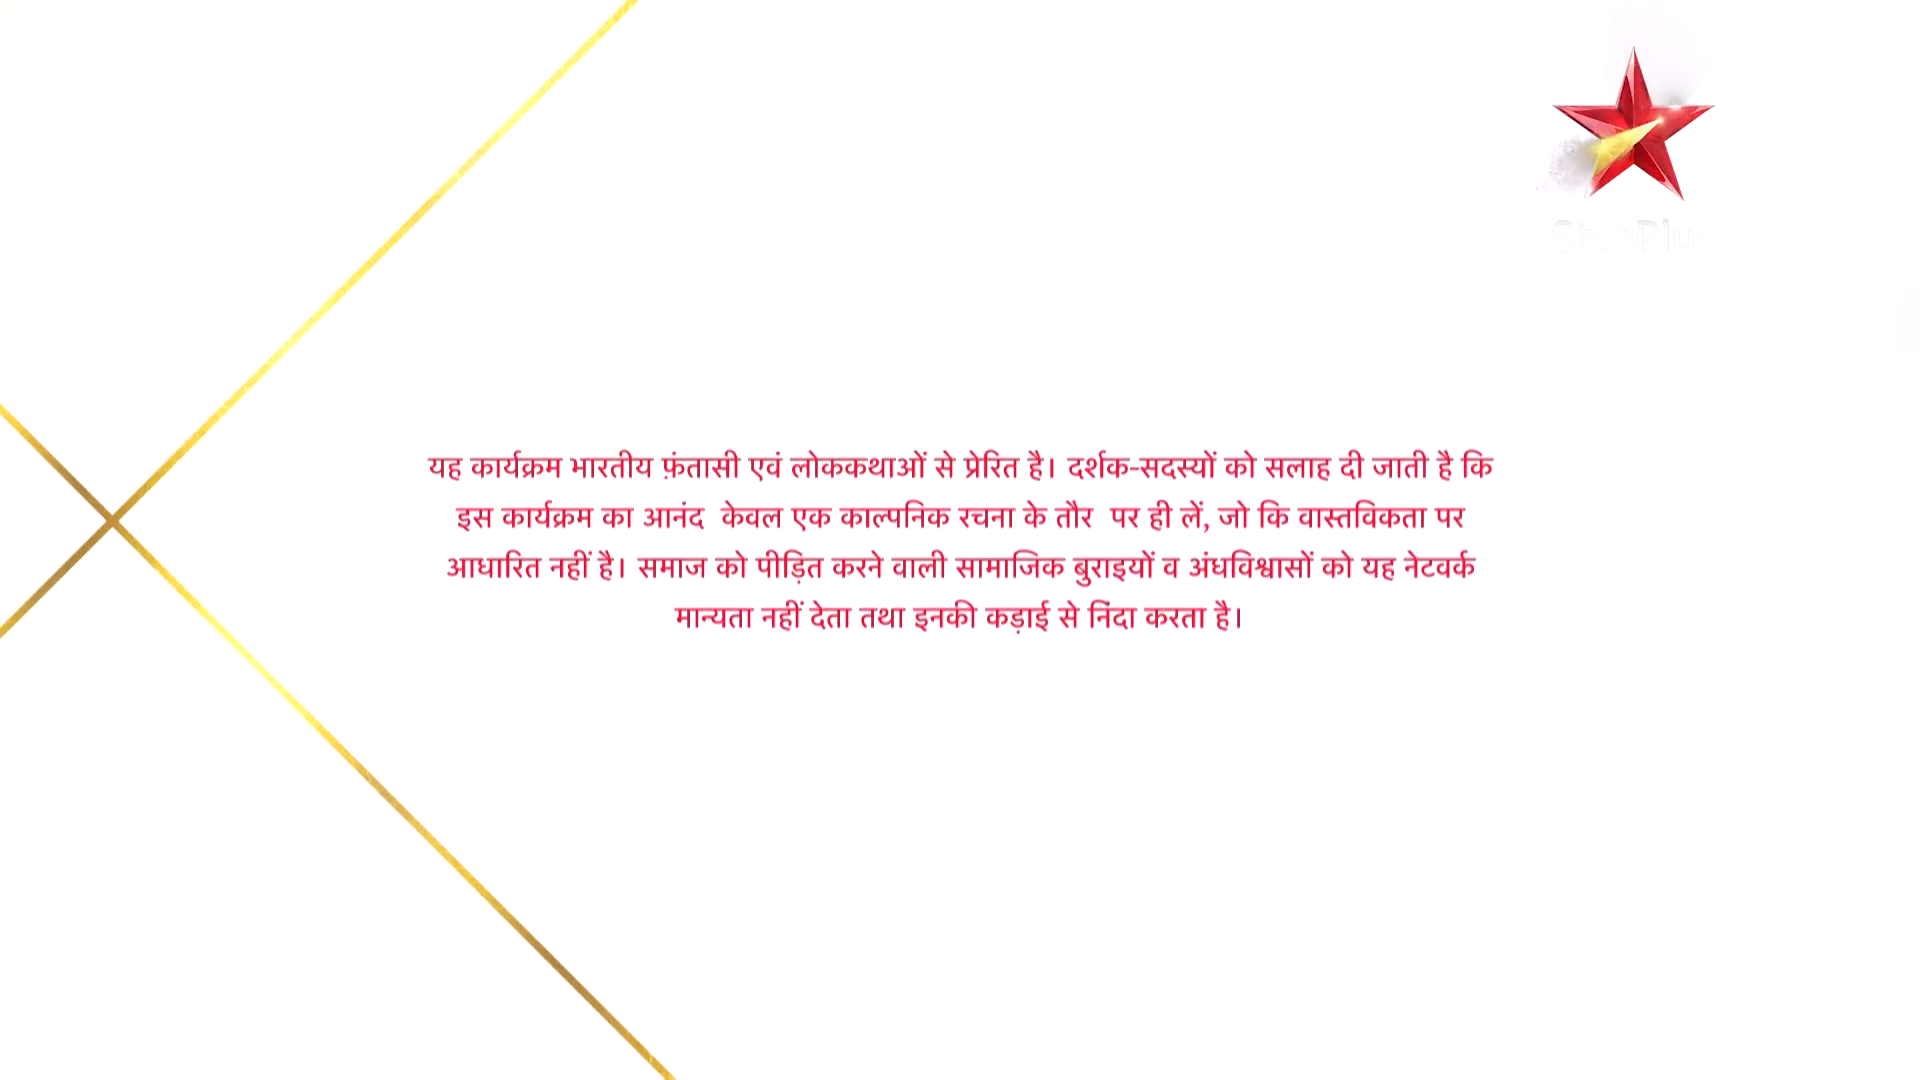 यह कार्यक्रम भारतीय फ़ंतासी एवं लोककथाओं से प्रेरित है। दर्शक-सदस्यों को सलाह दी जाती है कि
इस कार्यक्रम का आनंद केवल एक काल्पनिक रचना के तौर पर ही लें, जो कि वास्तविकता पर
आधारित नहीं है। समाज को पीड़ित करने वाली सामाजिक बुराइयों व अंधविश्वासों को यह नेटवर्क
मान्यता नहीं देता तथा इनकी कड़ाई से निंदा करता है।